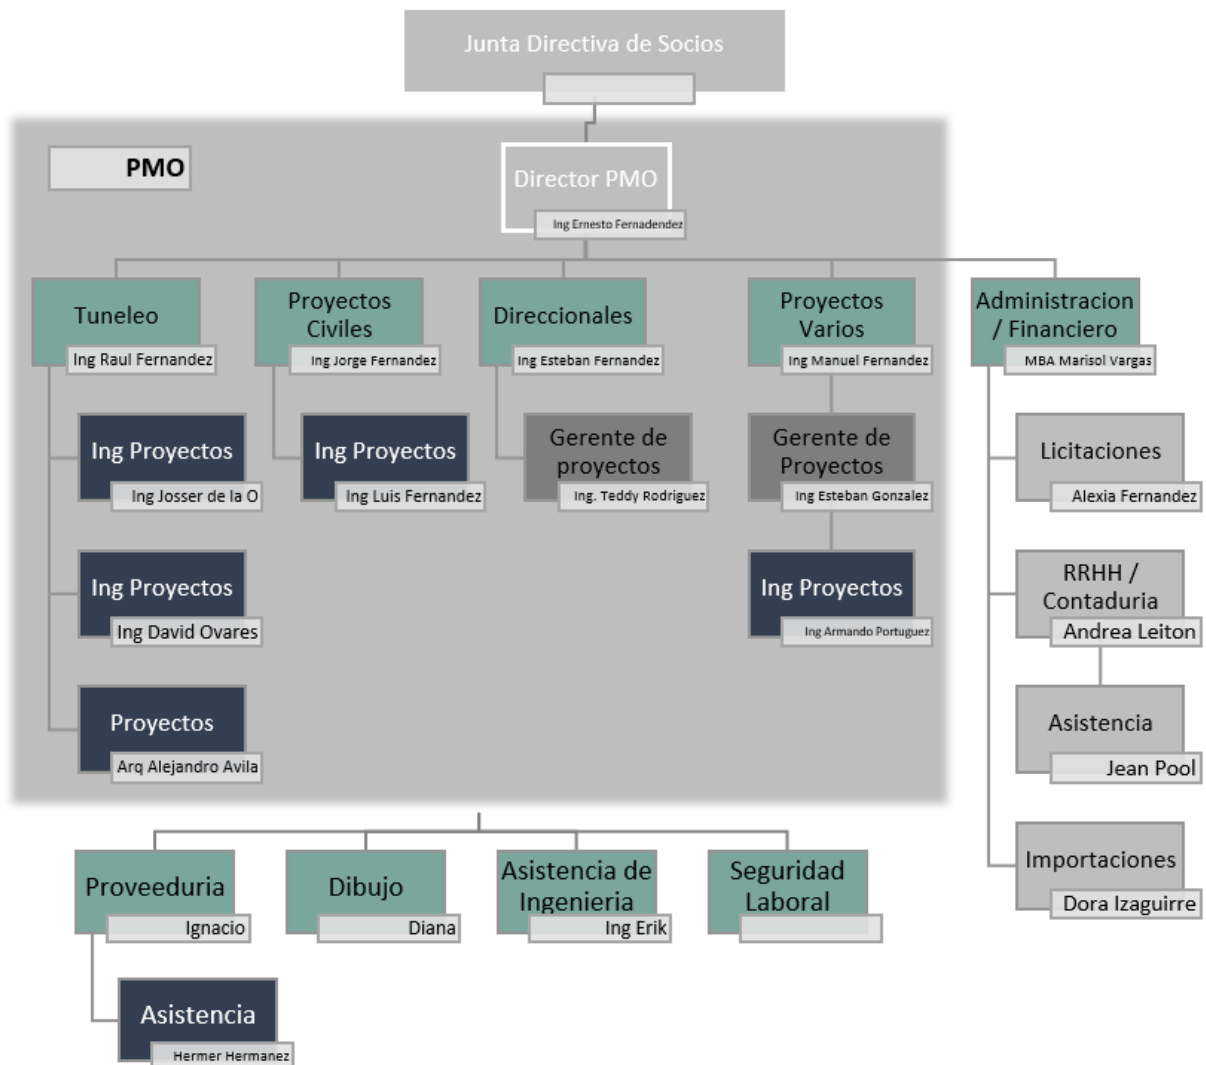 Junta Directiva de Socios
PMO
Director PMO
Ing Ernesto Fernadendez
Tuneleo
Ing Raul Fernandez
Proyectos
Civiles
Ing Jorge Fernandez
Direccionales
Ing Esteban Fernandez
Proyectos
Varios
Ing Manuel Fernandez
Administracion
/ Financiero
MBA Marisol Vargas
Ing Proyectos
Ing Josser de la O
Ing Proyectos
Ing Luis Fernandez
Gerente de
proyectos
Ing. Teddy Rodriguez
Gerente de
Proyectos
Ing Esteban Gonzalez
Licitaciones
Alexia Fernandez
Ing Proyectos
Ing David Ovares
Ing Proyectos
Ing Armando Portuguez
RRHH /
Contaduria
Andrea Leiton
Proyectos
Arq Alejandro Avila
Asistencia
Jean Pool
Proveeduria
Ignacio
Dibujo
Diana
Asistencia de
Ingenieria
Ing Erik
Seguridad
Laboral
Importaciones
Dora Izaguirre
Asistencia
Hermer Hermanez